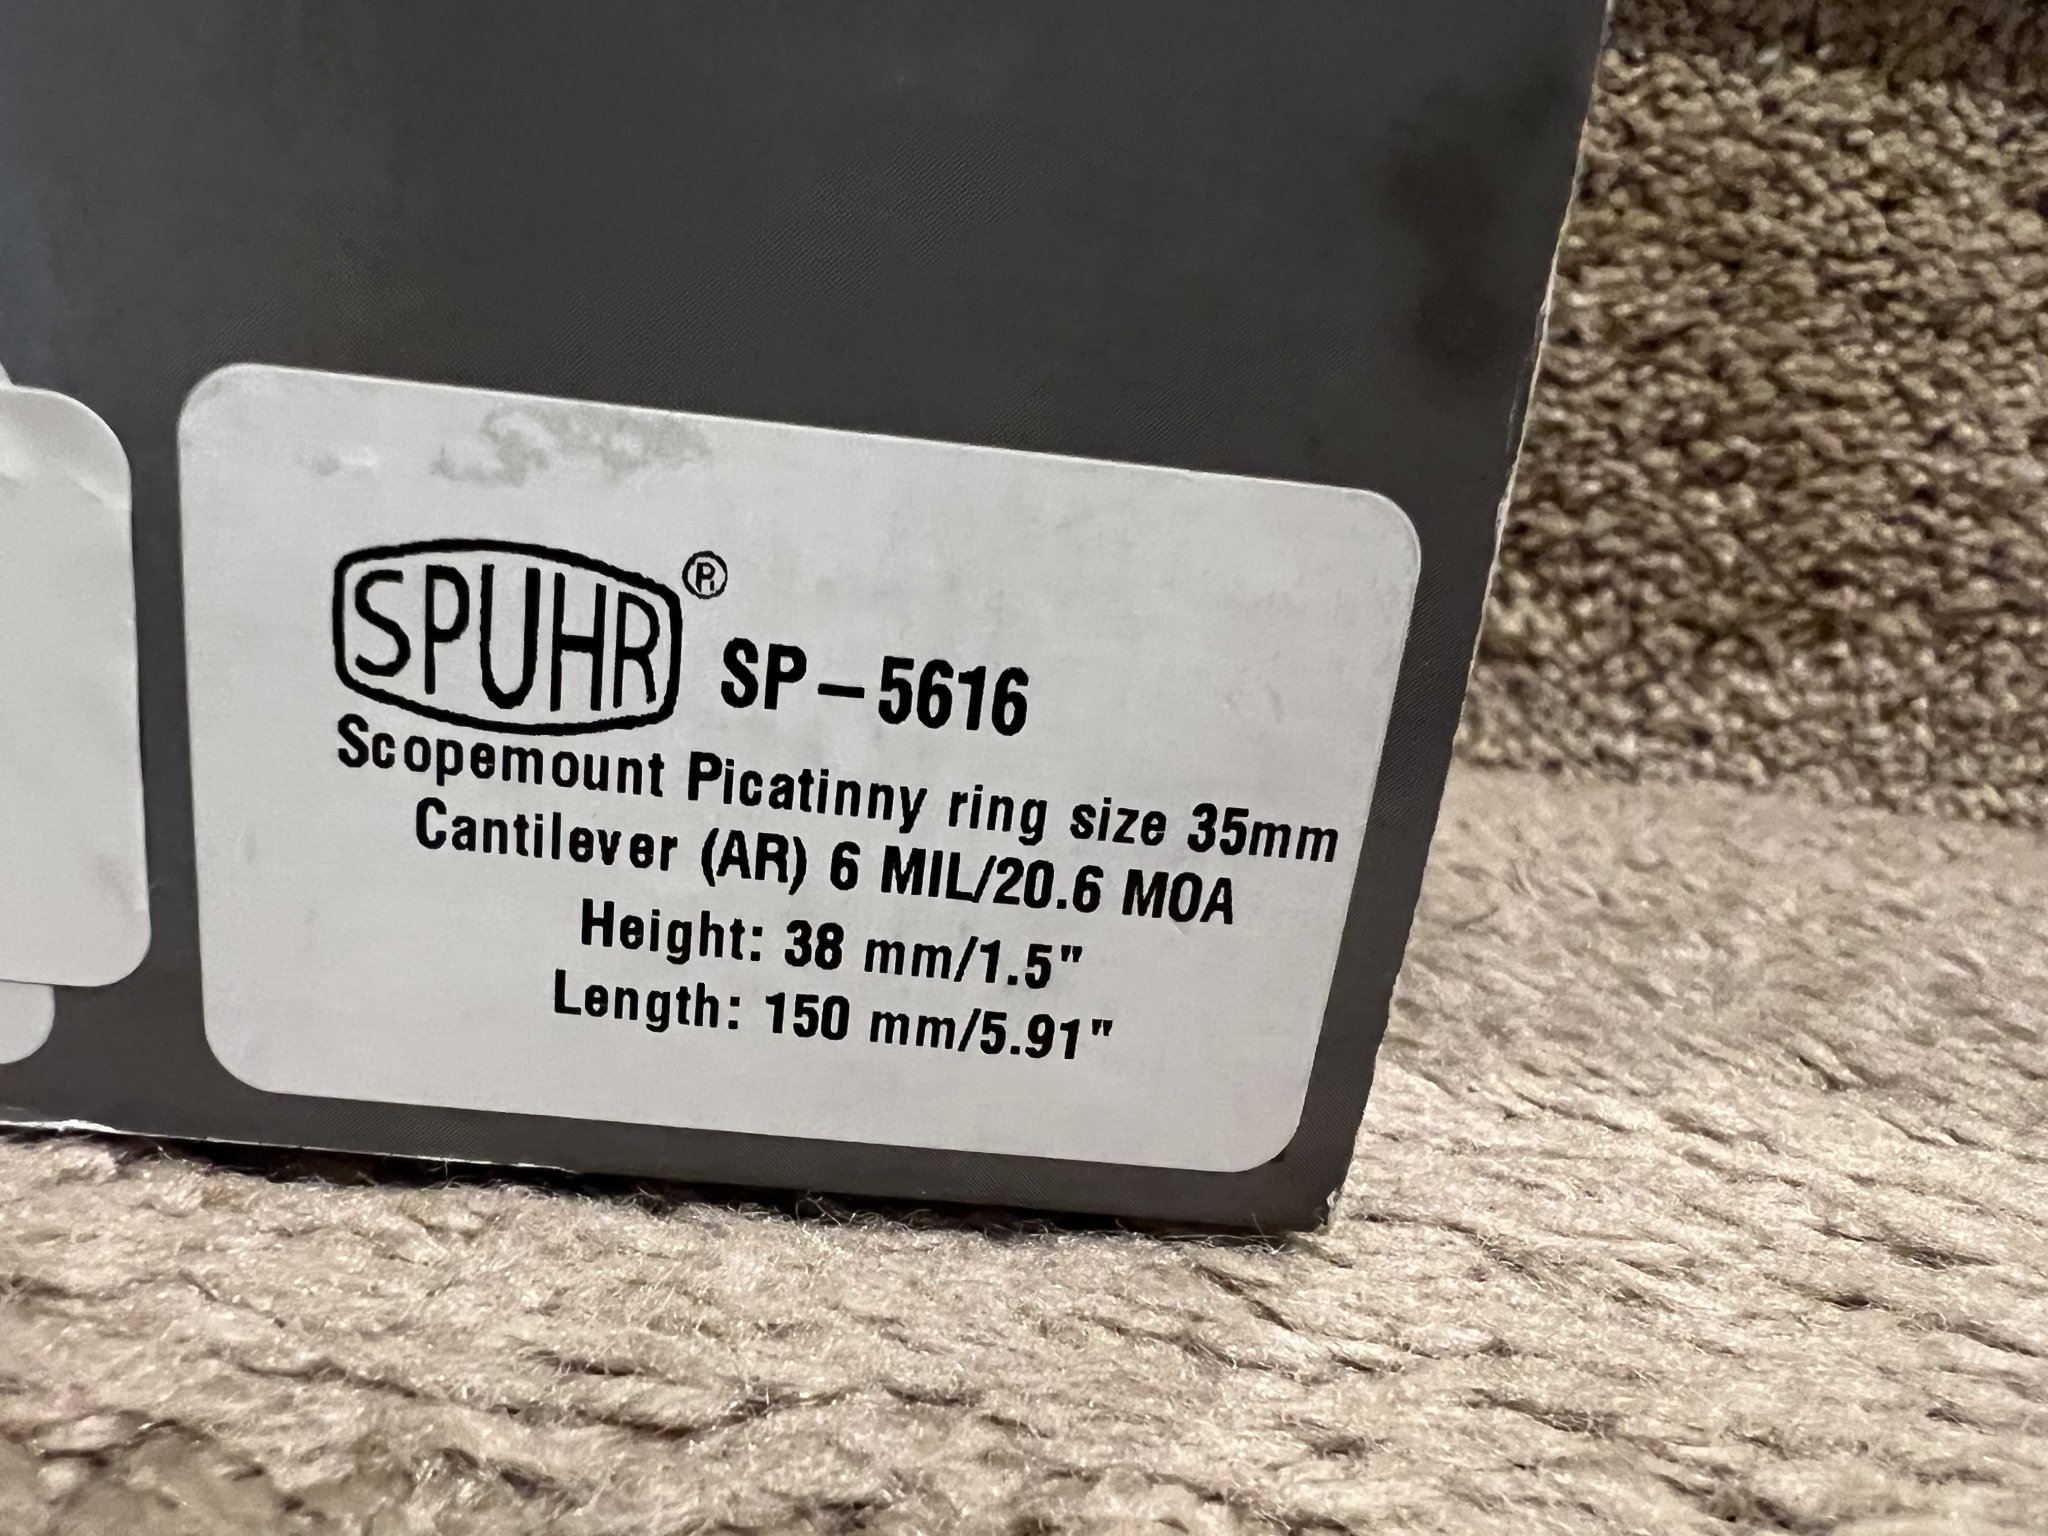 SPUHR® SP-5616
Scopemount Picatinny ring size 35mm
Cantilever (AR) 6 MIL/20.6 MOA
Height: 38 mm/1.5"
Length: 150 mm/5.91"